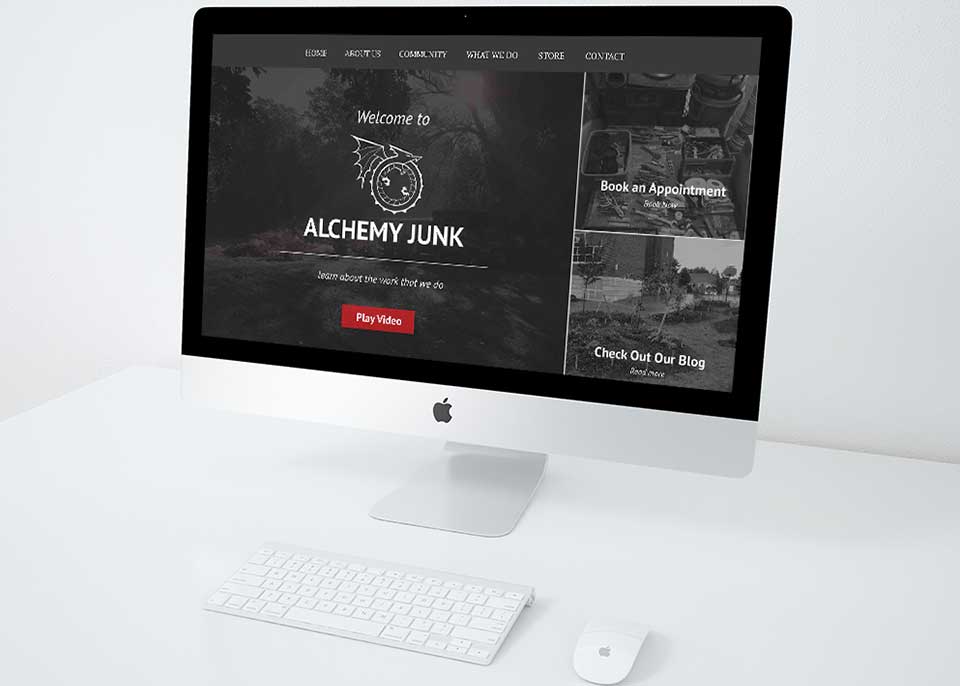 HOME ABOUT US COMMUNITY WHAT WE DO STORE CONTACT
Welcome to
ALCHEMY JUNK
learn about the work that we do
Play Video
Book an Appointment
Book Now
Check Out Our Blog
Read more